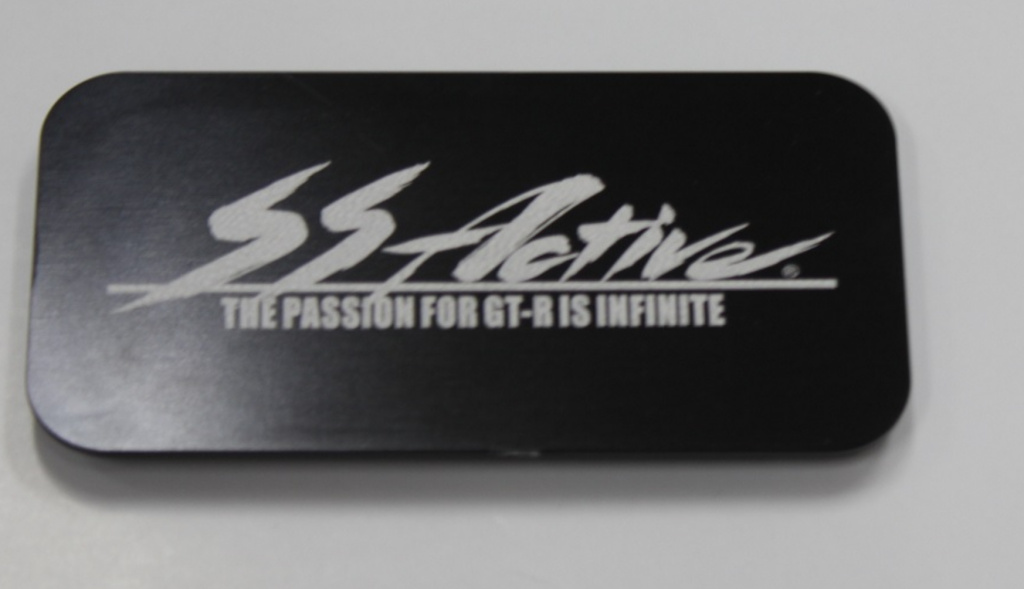 SS Active®
THE PASSION FOR GT-R IS INFINITE